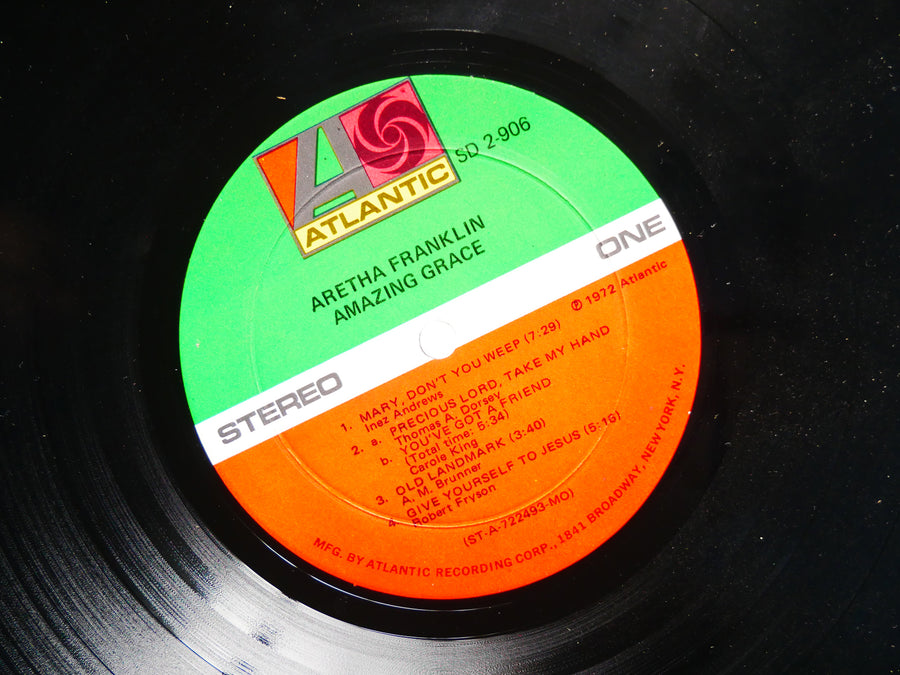 A
ATLANTIC
SD 2-906
ARETHA FRANKLIN
AMAZING GRACE
STEREO
ONE
℗ 1972 Atlantic
1. MARY, DON'T YOU WEEP (7:29)
Inez Andrews
2. a. PRECIOUS LORD, TAKE MY HAND
Thomas A. Dorsey
b. YOU'VE GOT A FRIEND
(Total time: 5:34)
Carole King
3. OLD LANDMARK (3:40)
A. M. Brunner
4. GIVE YOURSELF TO JESUS (5:16)
Robert Fryson
(ST-A-722493-MO)
MFG. BY ATLANTIC RECORDING CORP., 1841 BROADWAY, NEW YORK, N.Y.